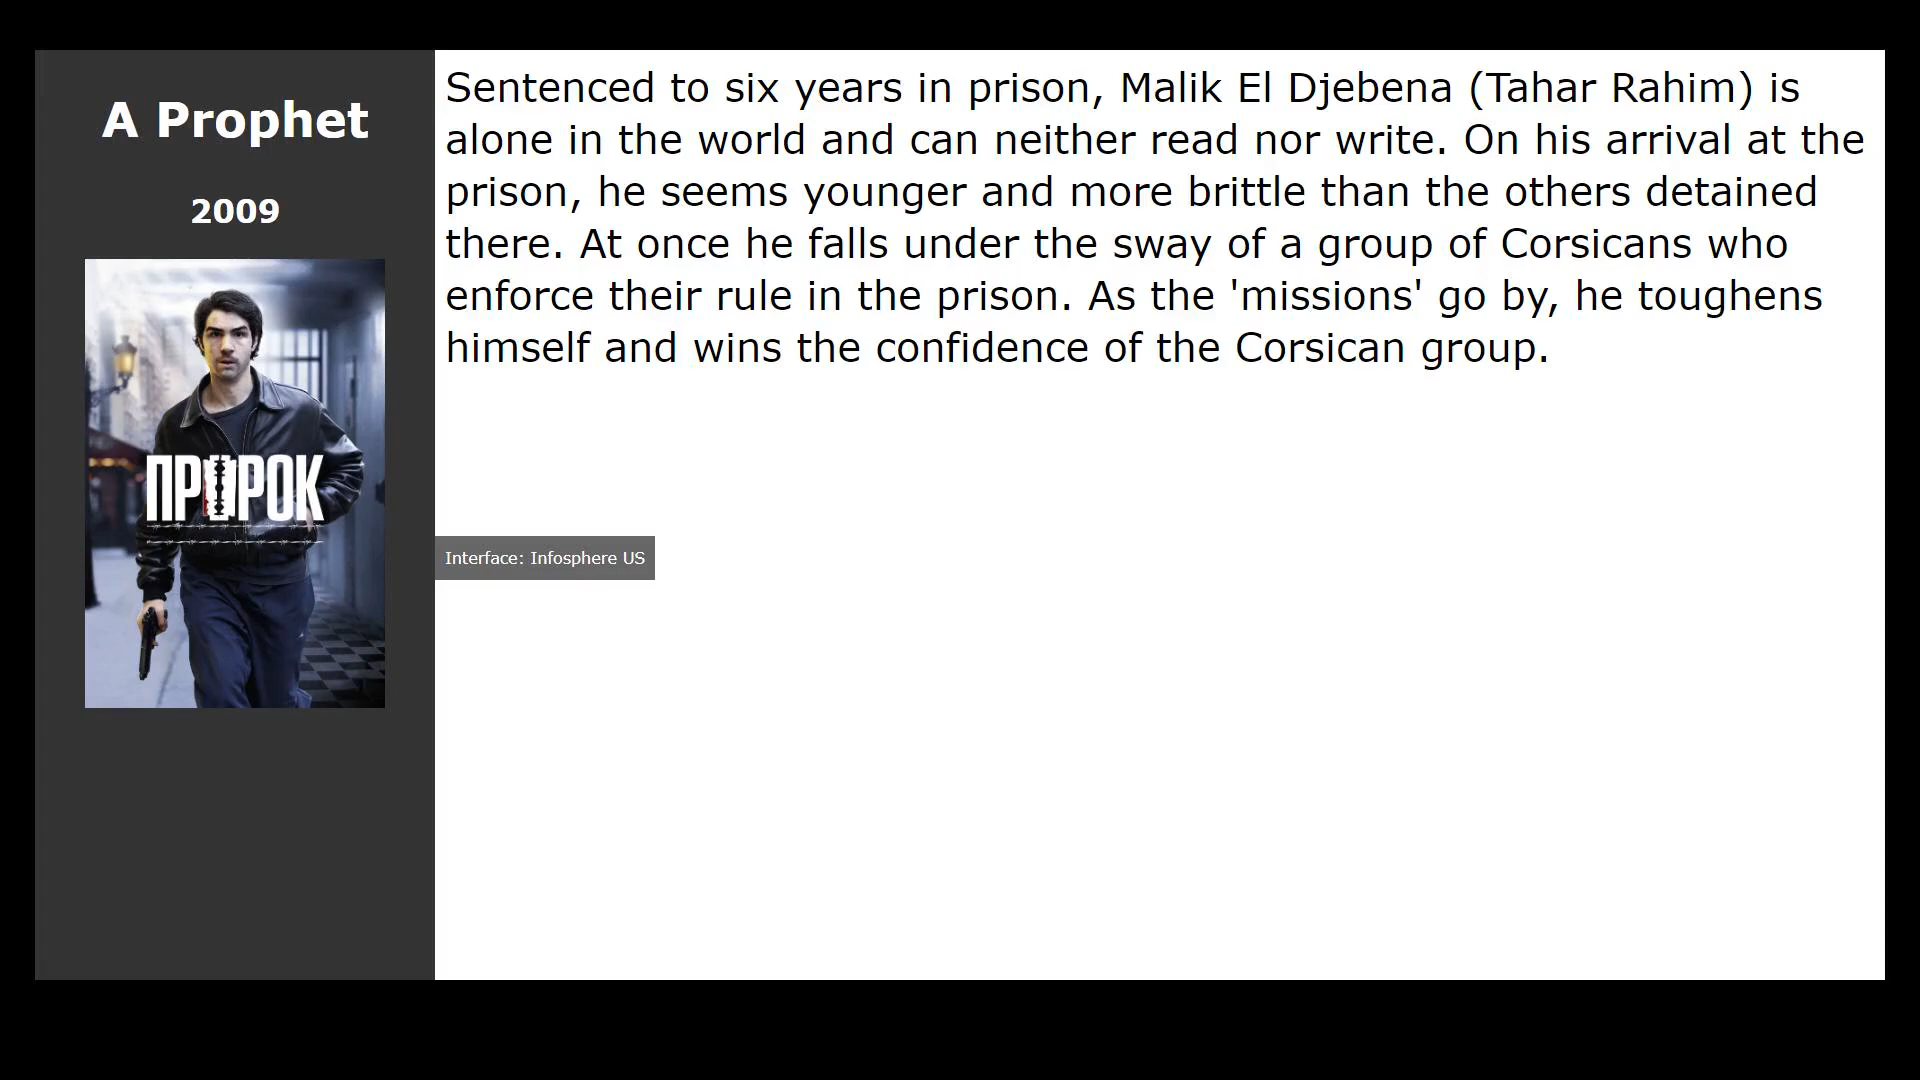 A Prophet
2009
ПРОРОК
Sentenced to six years in prison, Malik El Djebena (Tahar Rahim) is
alone in the world and can neither read nor write. On his arrival at the
prison, he seems younger and more brittle than the others detained
there. At once he falls under the sway of a group of Corsicans who
enforce their rule in the prison. As the 'missions' go by, he toughens
himself and wins the confidence of the Corsican group.
Interface: Infosphere US